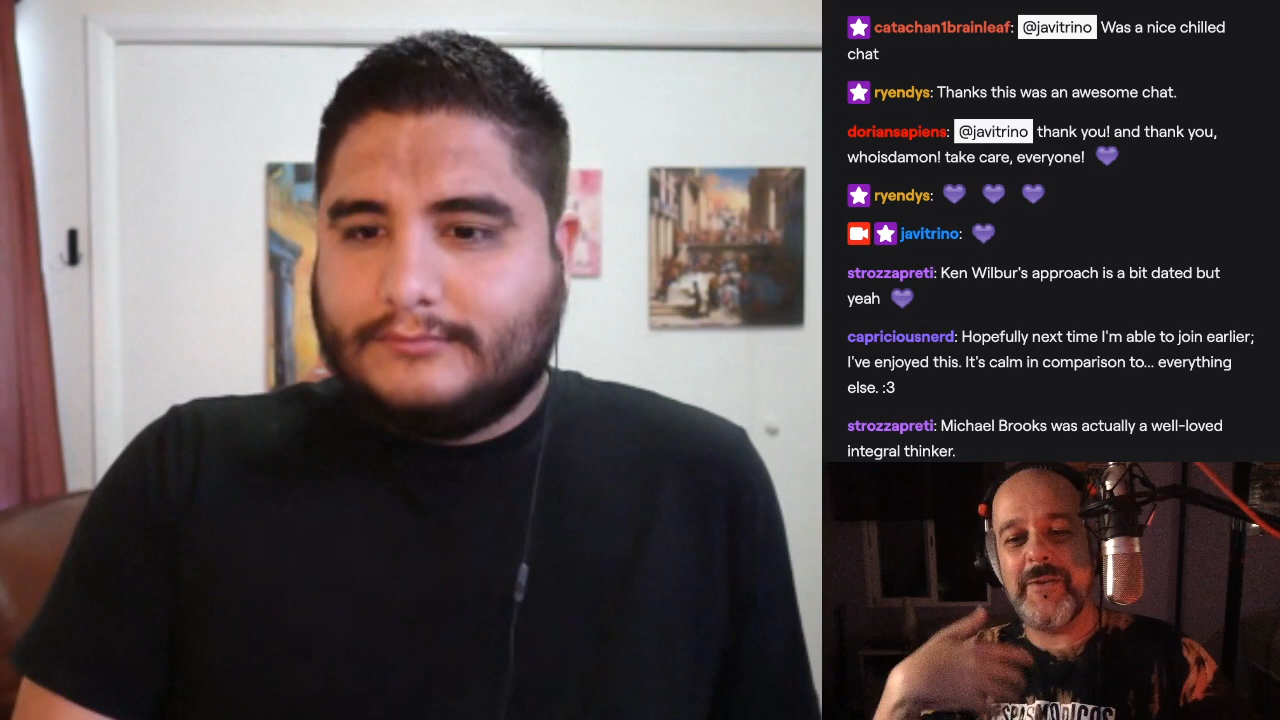 catachan1brainleaf: @javitrino Was a nice chilled
chat
ryendys: Thanks this was an awesome chat.
doriansapiens: @javitrino thank you! and thank you,
whoisdamon! take care, everyone!
ryendys:
javitrino:
strozzapreti: Ken Wilbur's approach is a bit dated but
yeah
capriciousnerd: Hopefully next time I'm able to join earlier;
I've enjoyed this. It's calm in comparison to... everything
else. :3
strozzapreti: Michael Brooks was actually a well-loved
integral thinker.